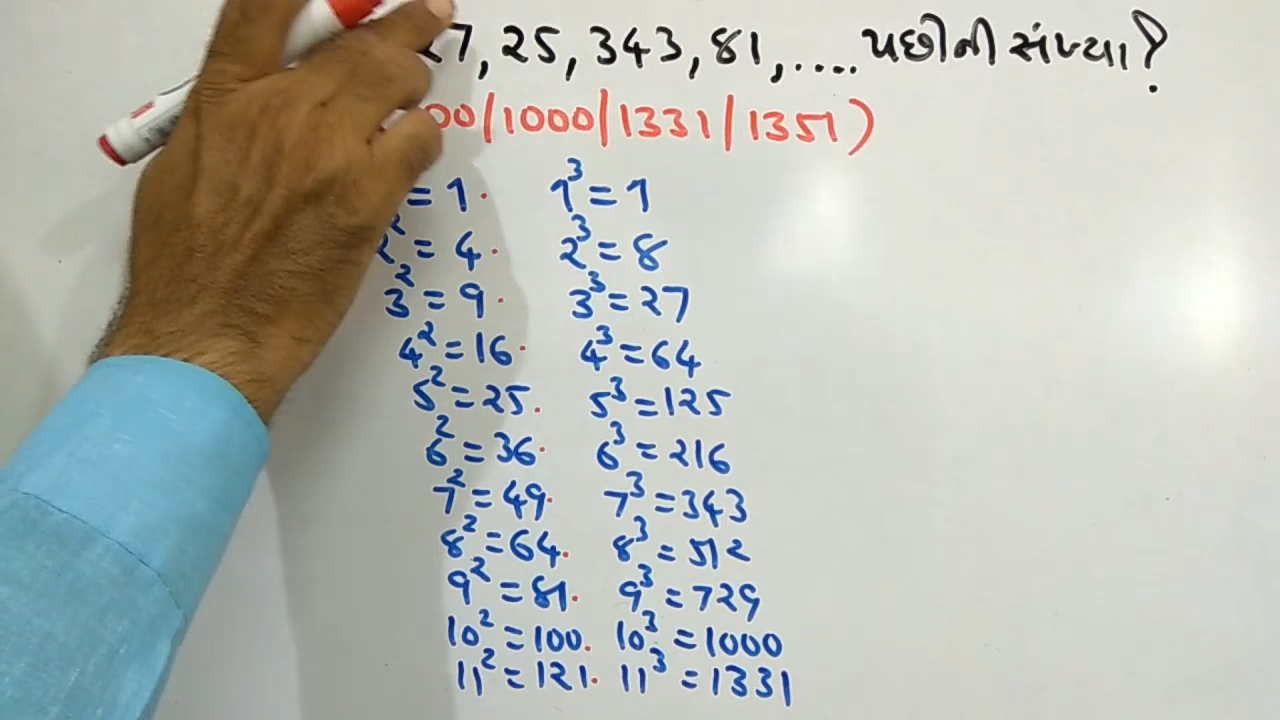 27, 25, 343, 81, .... પછીની સંખ્યા?
00/1000/1331/1351)
= 1 1³ = 1
2² = 4 2³ = 8
3² = 9 3³ = 27
4² = 16 4³ = 64
5² = 25 5³ = 125
6² = 36 6³ = 216
7² = 49 7³ = 343
8² = 64 8³ = 512
9² = 81 9³ = 729
10² = 100 10³ = 1000
11² = 121 11³ = 1331